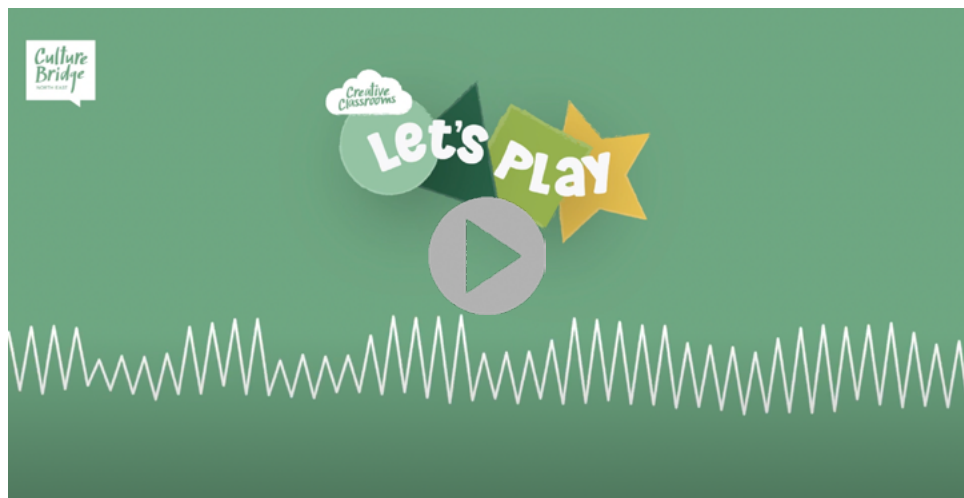 Culture
Bridge
NORTH EAST
Creative
Classrooms
Let's PLay